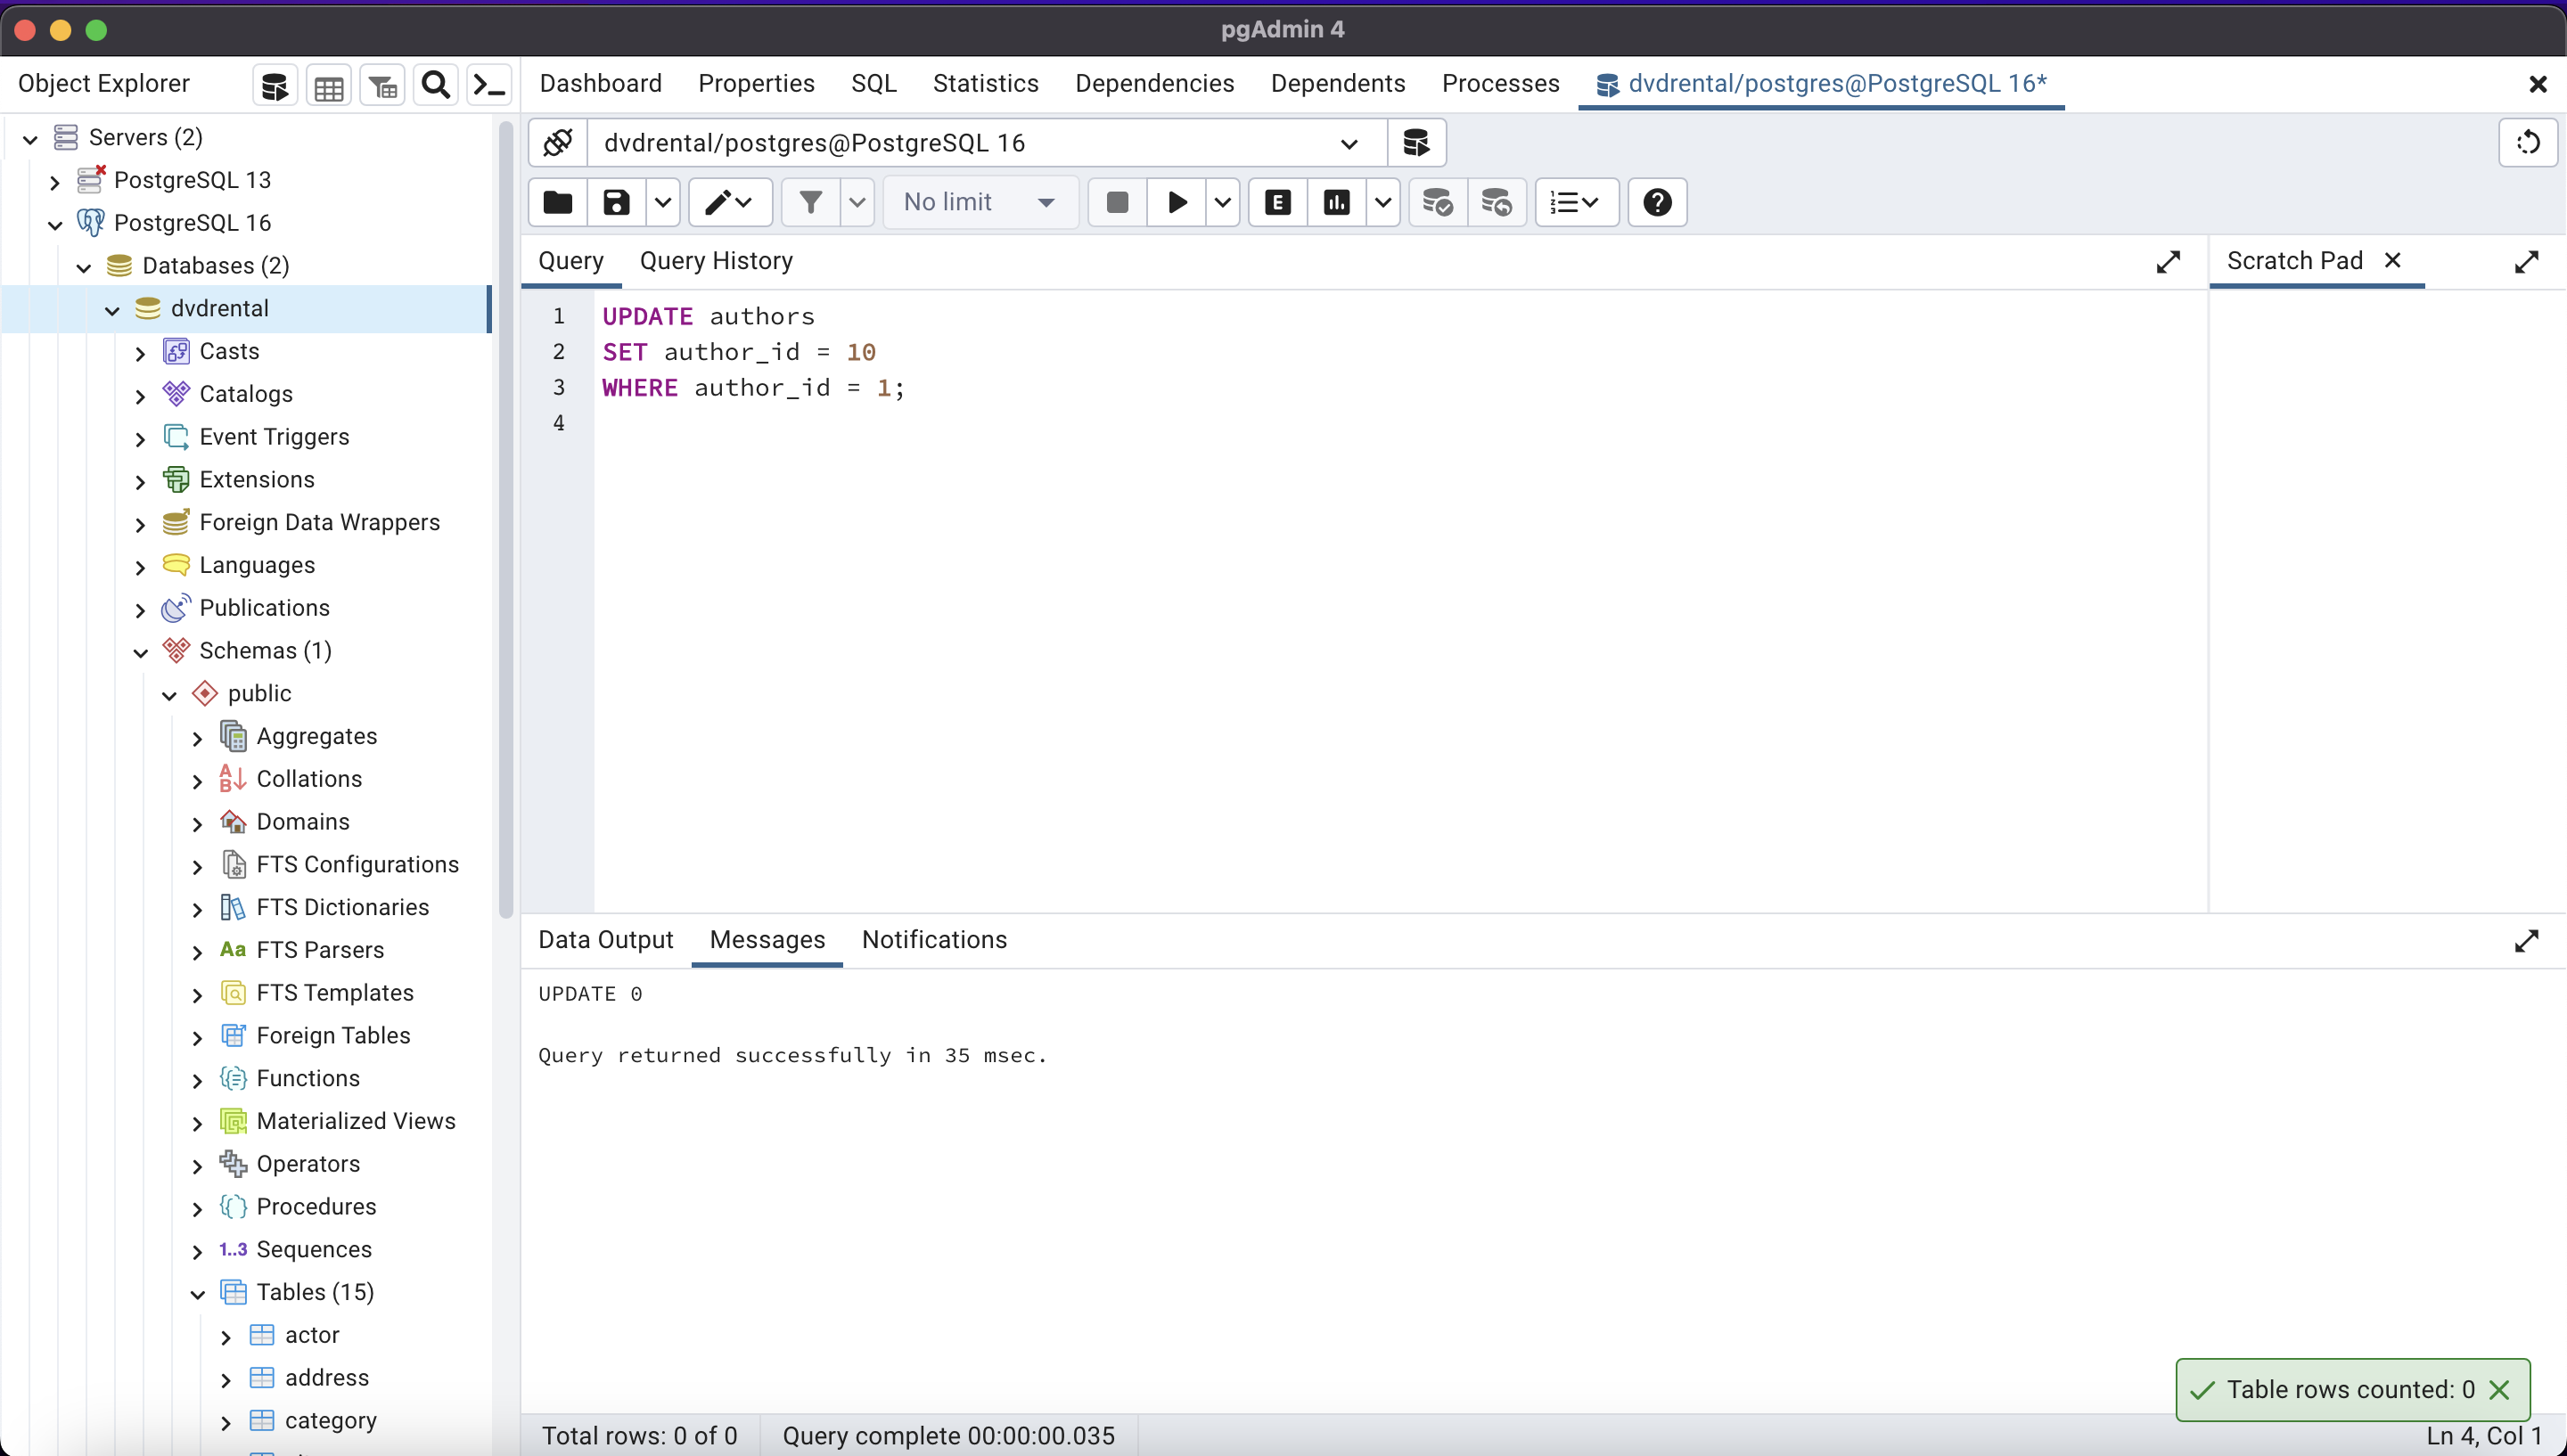 pgAdmin 4
Object Explorer
Dashboard Properties SQL Statistics Dependencies Dependents Processes dvdrental/postgres@PostgreSQL 16*
Servers (2)
PostgreSQL 13
PostgreSQL 16
Databases (2)
dvdrental
Casts
Catalogs
Event Triggers
Extensions
Foreign Data Wrappers
Languages
Publications
Schemas (1)
public
Aggregates
Collations
Domains
FTS Configurations
FTS Dictionaries
Aa FTS Parsers
FTS Templates
Foreign Tables
Functions
Materialized Views
Operators
Procedures
1..3 Sequences
Tables (15)
actor
address
category
dvdrental/postgres@PostgreSQL 16
No limit
E
Query Query History
Scratch Pad
1 UPDATE authors
2 SET author_id = 10
3 WHERE author_id = 1;
4
Data Output Messages Notifications
UPDATE 0
Query returned successfully in 35 msec.
Table rows counted: 0
Total rows: 0 of 0 Query complete 00:00:00.035 Ln 4, Col 1